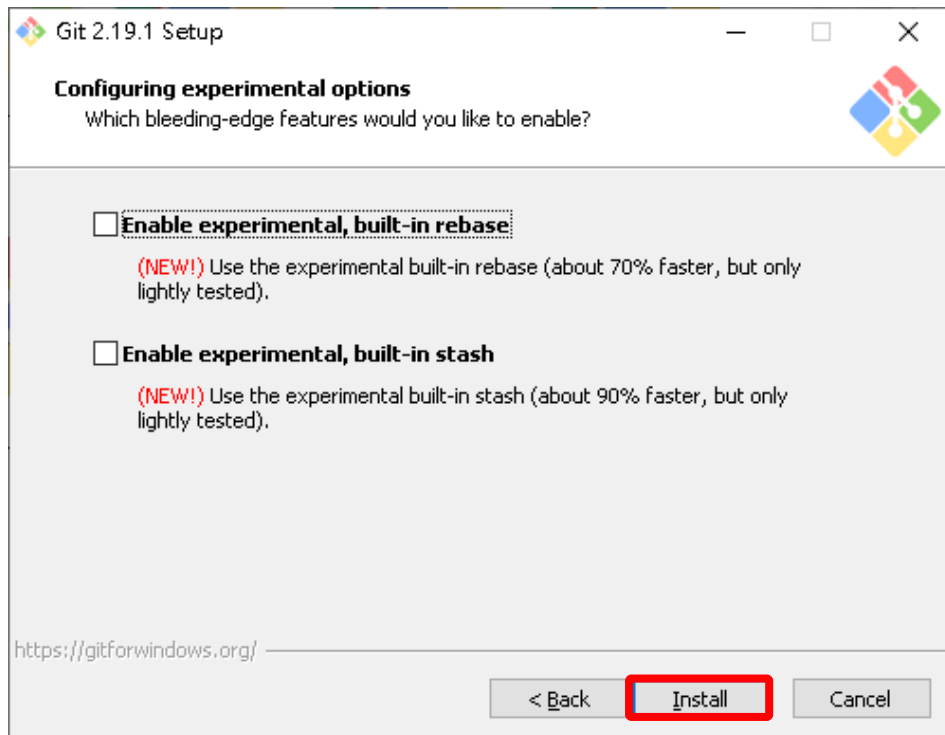 Git 2.19.1 Setup
Configuring experimental options
Which bleeding-edge features would you like to enable?
Enable experimental, built-in rebase
(NEW!) Use the experimental built-in rebase (about 70% faster, but only
lightly tested).
Enable experimental, built-in stash
(NEW!) Use the experimental built-in stash (about 90% faster, but only
lightly tested).
https://gitforwindows.org/
< Back Install Cancel